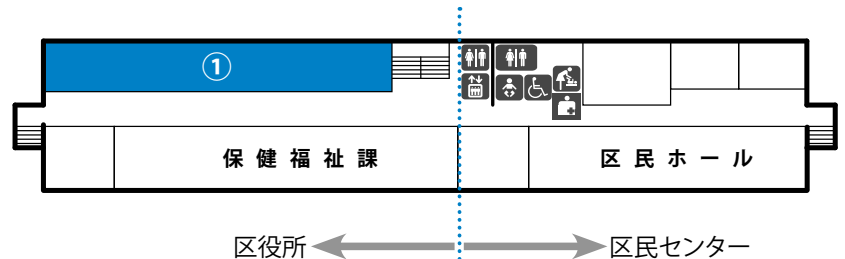 ①
保健福祉課
区民ホール
区役所
区民センター